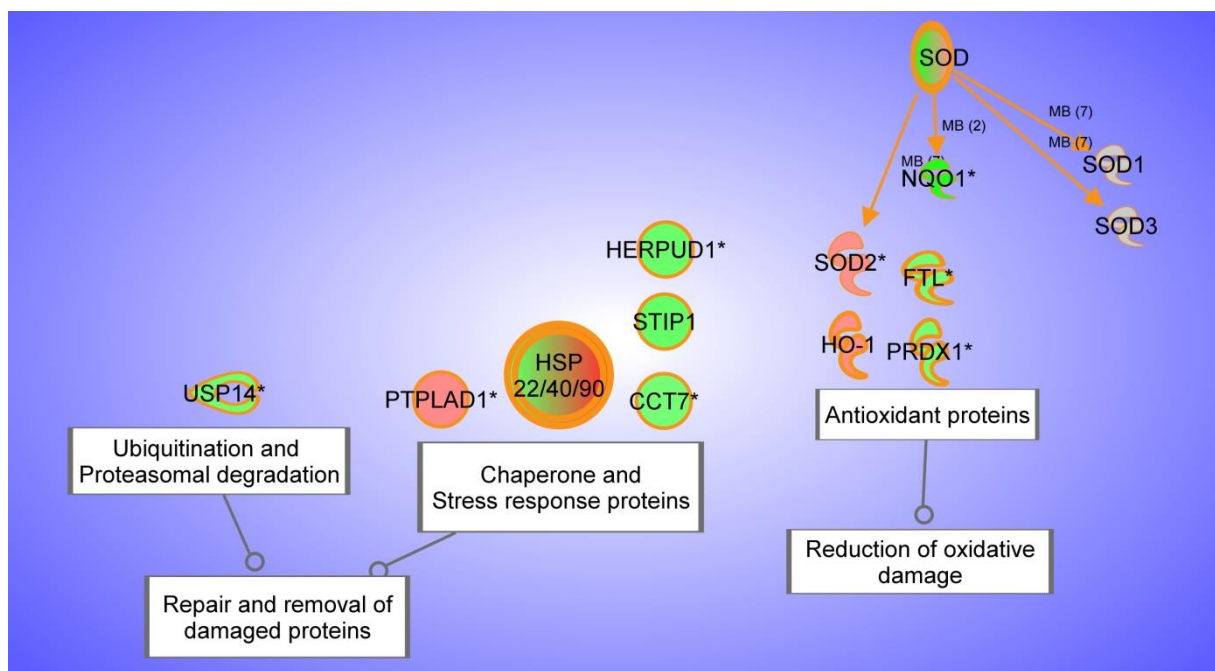 SOD
MB (7)
MB (2)
MB (7)
MB (7)
NQO1*
SOD1
SOD3
HERPUD1*
SOD2*
FTL*
STIP1
HO-1
PRDX1*
HSP
22/40/90
USP14*
PTPLAD1*
CCT7*
Antioxidant proteins
Ubiquitination and
Proteasomal degradation
Chaperone and
Stress response proteins
Reduction of oxidative
damage
Repair and removal of
damaged proteins